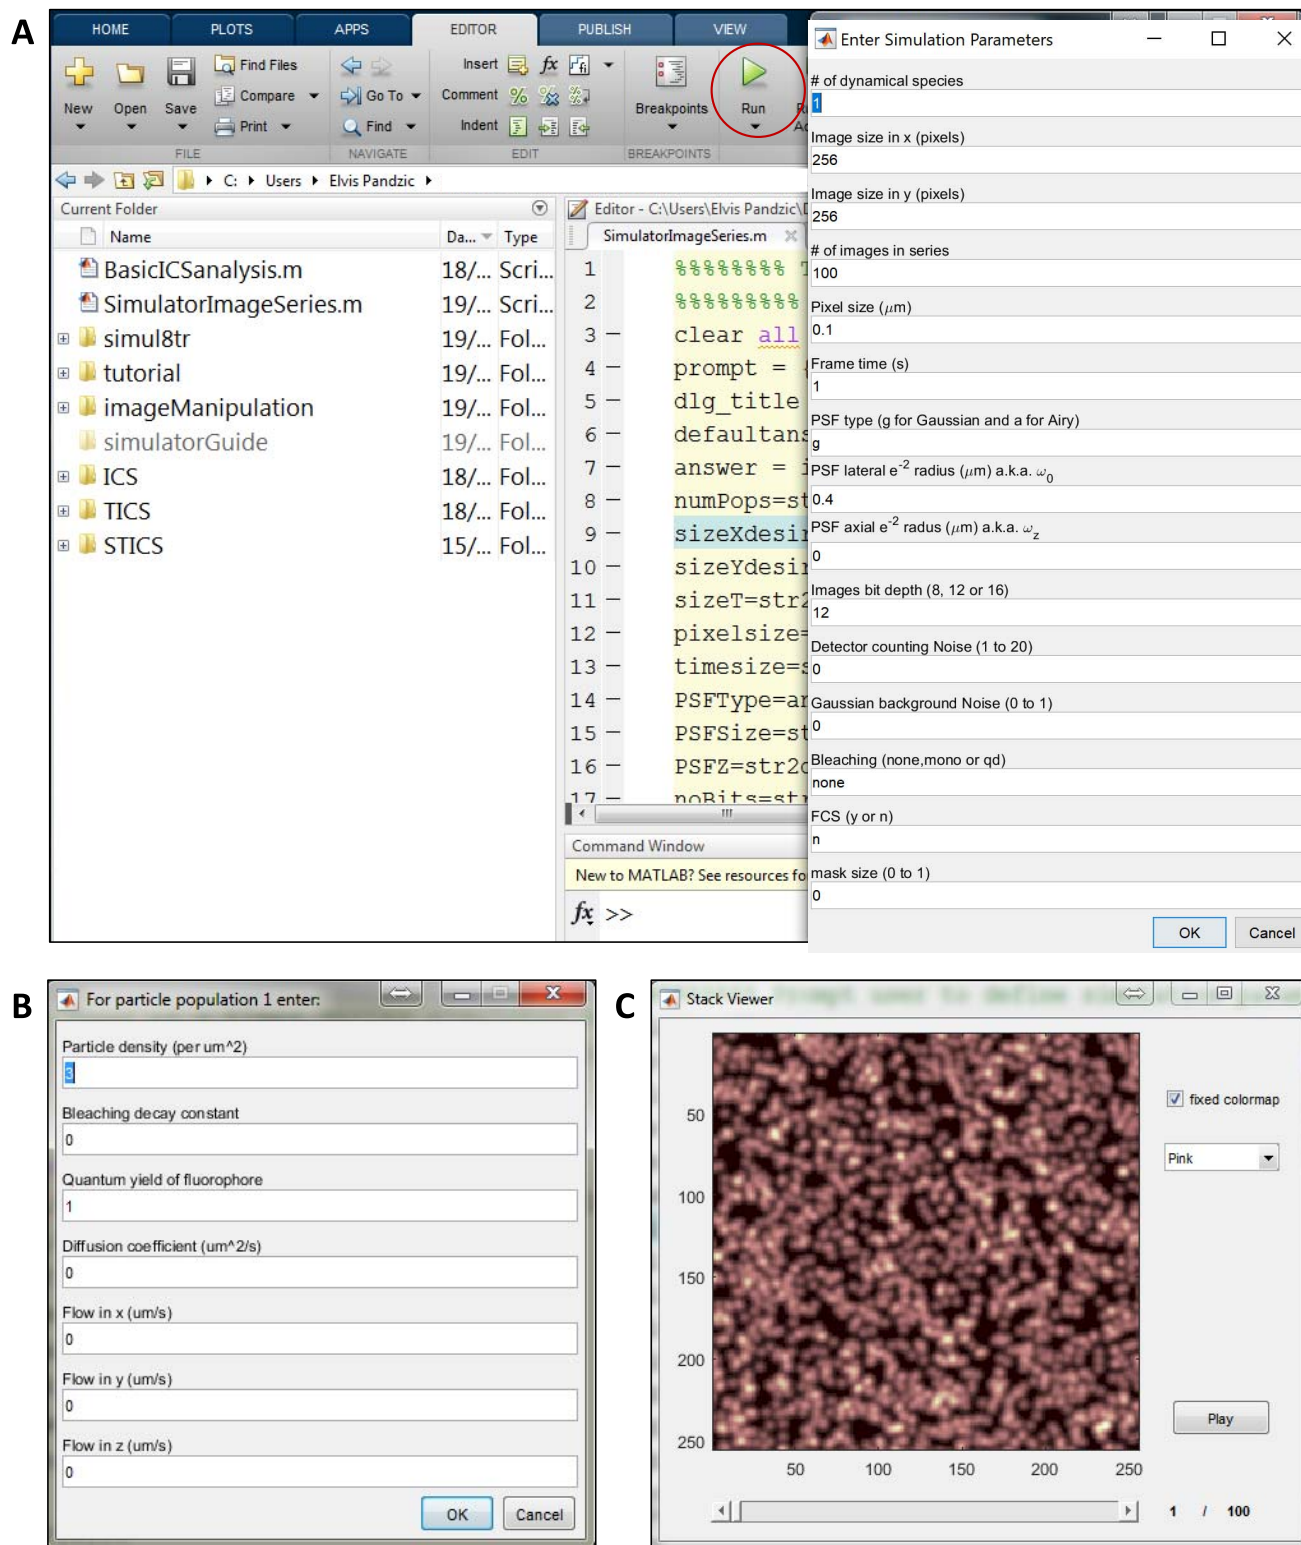 A
HOME PLOTS APPS EDITOR PUBLISH VIEW
Find Files
Insert fx
New Open Save
Compare
Go To
Comment
Breakpoints Run
Print
Find
Indent
FILE NAVIGATE EDIT BREAKPOINTS
C: Users Elvis Pandzic
Current Folder
Name Da... Type
BasicICSanalysis.m 18/... Scri...
SimulatorImageSeries.m 19/... Scri...
simul8tr 19/... Fol...
tutorial 19/... Fol...
imageManipulation 19/... Fol...
simulatorGuide 19/... Fol...
ICS 18/... Fol...
TICS 18/... Fol...
STICS 15/... Fol...
Editor - C:\Users\Elvis Pandzic\
SimulatorImageSeries.m
1 %%%%%%%%
2 %%%%%%%%%
3 clear all
4 prompt =
5 dlg_title
6 defaultans
7 answer =
8 numPops=st
9 sizeXdesir
10 sizeYdesir
11 sizeT=str2
12 pixelsize=
13 timesize=s
14 PSFType=an
15 PSFSize=st
16 PSFZ=str2d
17 noBits=str
Command Window
New to MATLAB? See resources fo
fx >>
Enter Simulation Parameters
# of dynamical species
1
Image size in x (pixels)
256
Image size in y (pixels)
256
# of images in series
100
Pixel size (μm)
0.1
Frame time (s)
1
PSF type (g for Gaussian and a for Airy)
g
PSF lateral e⁻² radius (μm) a.k.a. ω₀
0.4
PSF axial e⁻² radus (μm) a.k.a. ω_z
0
Images bit depth (8, 12 or 16)
12
Detector counting Noise (1 to 20)
0
Gaussian background Noise (0 to 1)
0
Bleaching (none,mono or qd)
none
FCS (y or n)
n
mask size (0 to 1)
0
OK Cancel
B
For particle population 1 enter:
Particle density (per um^2)
3
Bleaching decay constant
0
Quantum yield of fluorophore
1
Diffusion coefficient (um^2/s)
0
Flow in x (um/s)
0
Flow in y (um/s)
0
Flow in z (um/s)
0
OK Cancel
C
Stack Viewer
50
100
150
200
250
50 100 150 200 250
fixed colormap
Pink
Play
1 / 100